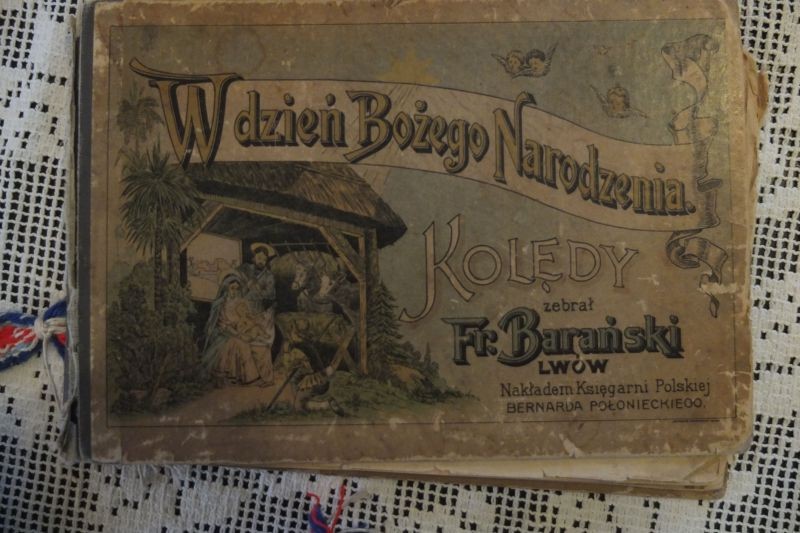 W dzień Bożego Narodzenia.
KOLĘDY
zebrał
Fr. Barański
LWÓW
Nakładem Księgarni Polskiej
BERNARDA POŁONIECKIEGO.